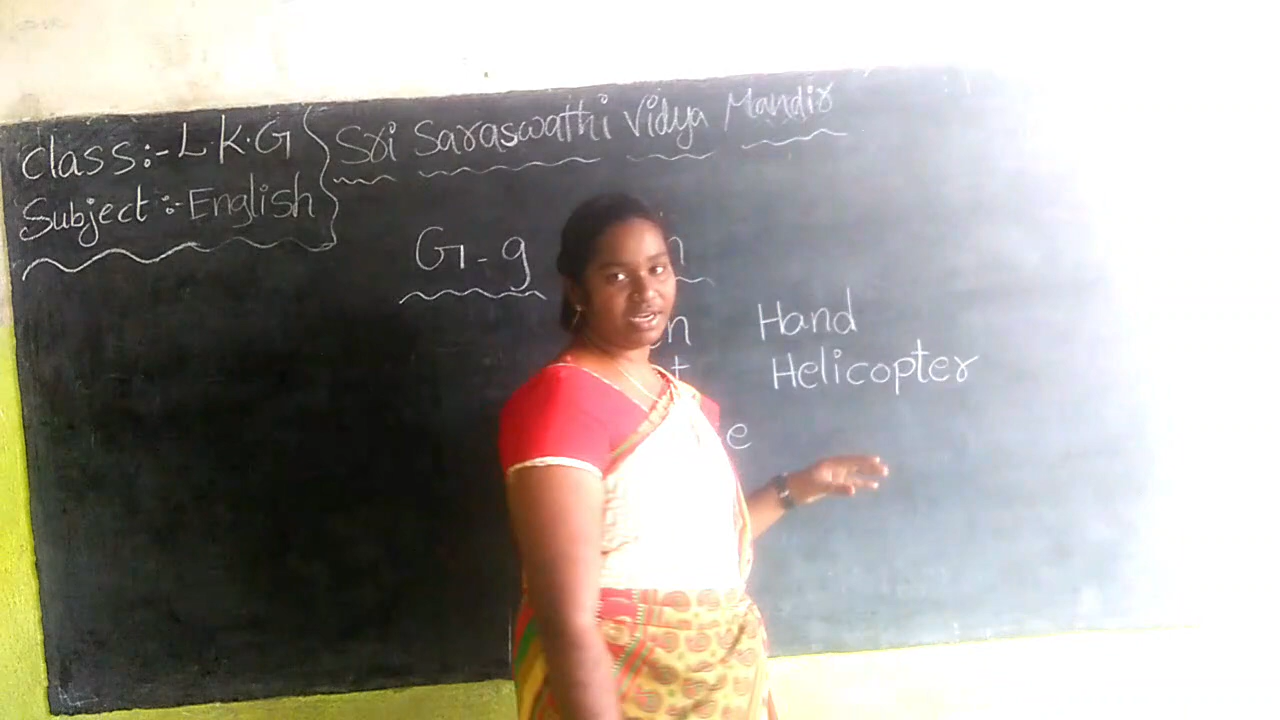 Class:- L.K.G
Subject :- English
Sri Saraswathi Vidya Mandir
G - g
Hand
Helicopter